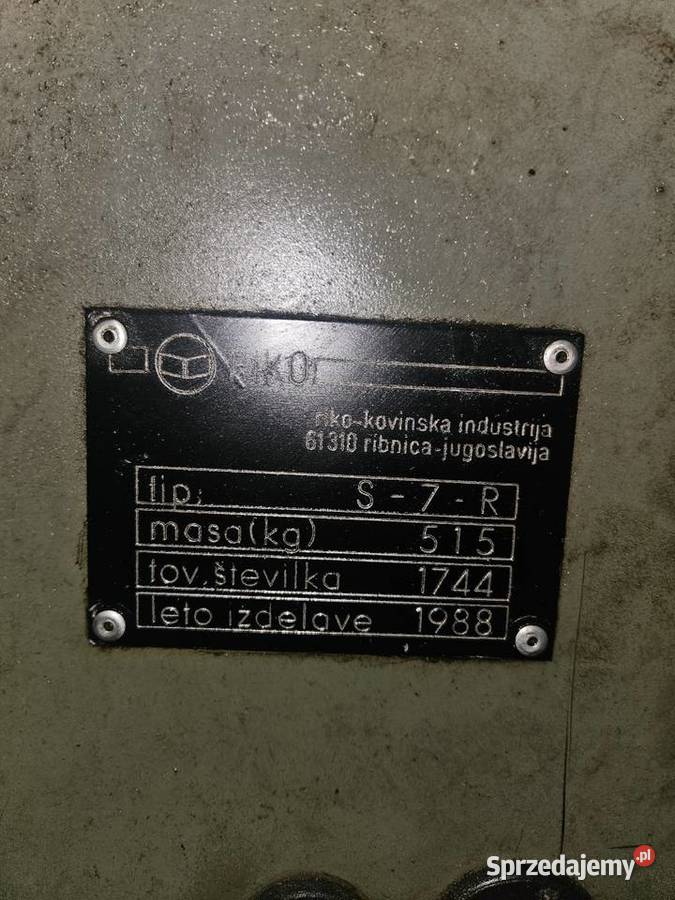 RIKO
riko-kovinska industrija
61310 ribnica-jugoslavija
tip: S-7-R
masa(kg) 515
tov. številka 1744
leto izdelave 1988
Sprzedajemy.pl